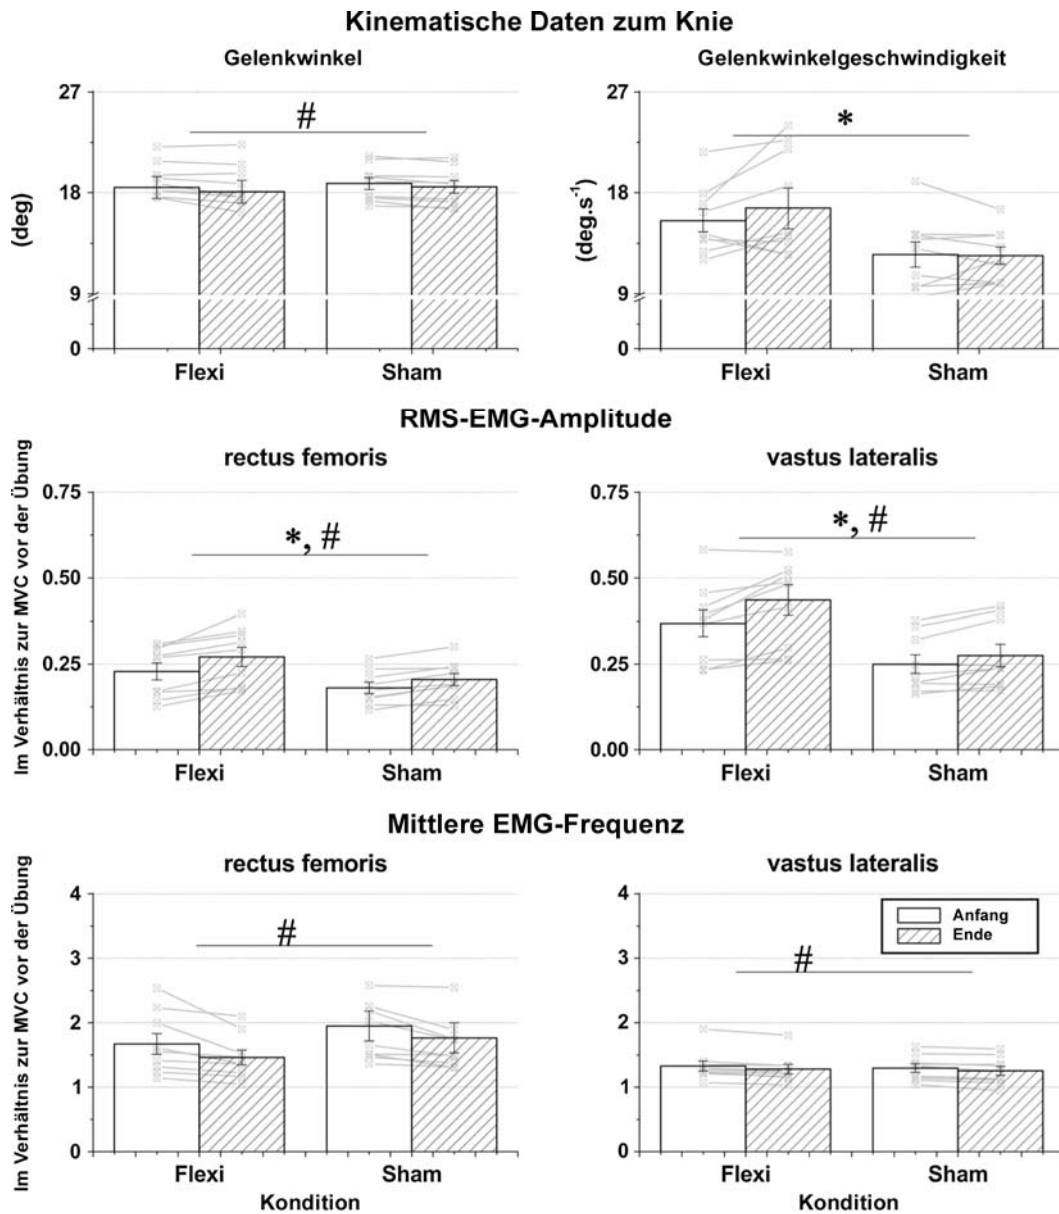 Kinematische Daten zum Knie
Gelenkwinkel
Gelenkwinkelgeschwindigkeit
27
18
9
0
(deg)
#
Flexi
Sham
27
18
9
0
(deg.s⁻¹)
*
Flexi
Sham
RMS-EMG-Amplitude
rectus femoris
vastus lateralis
Im Verhältnis zur MVC vor der Übung
0.75
0.50
0.25
0.00
*, #
Flexi
Sham
0.75
0.50
0.25
0.00
*, #
Flexi
Sham
Mittlere EMG-Frequenz
rectus femoris
vastus lateralis
Im Verhältnis zur MVC vor der Übung
4
3
2
1
0
#
Flexi
Sham
Kondition
4
3
2
1
0
#
Anfang
Ende
Flexi
Sham
Kondition